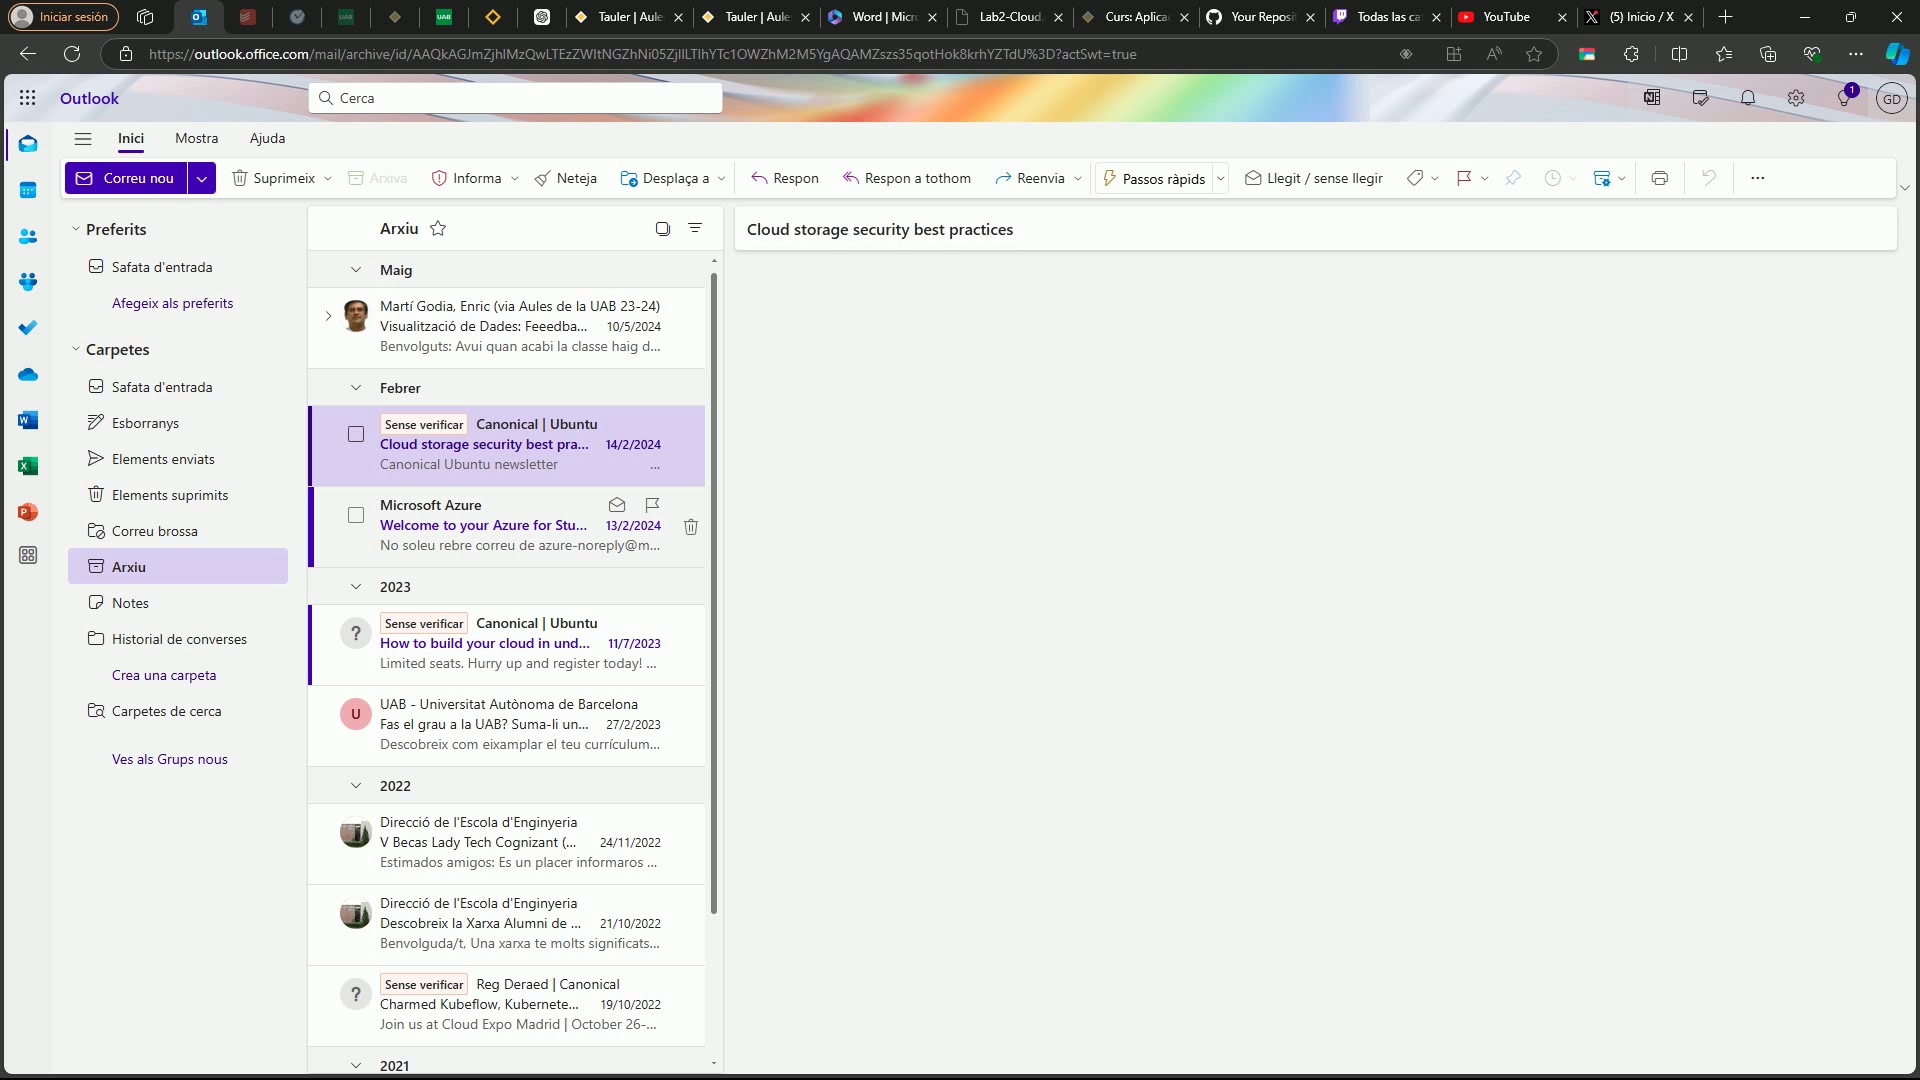 Iniciar sesión
UAB
UAB
Tauler | Aule
Tauler | Aule
Word | Micr
Lab2-Cloud.
Curs: Aplica
Your Reposi
Todas las ca
YouTube
(5) Inicio / X
Outlook
Cerca
1
GD
Inici
Mostra
Ajuda
Correu nou
Suprimeix
Arxiva
Informa
Neteja
Desplaça a
Respon
Respon a tothom
Reenvia
Passos ràpids
Llegit / sense llegir
Preferits
Safata d'entrada
Afegeix als preferits
Carpetes
Safata d'entrada
Esborranys
Elements enviats
Elements suprimits
Correu brossa
Arxiu
Notes
Historial de converses
Crea una carpeta
Carpetes de cerca
Ves als Grups nous
Arxiu
Maig
Martí Godia, Enric (via Aules de la UAB 23-24)
Visualització de Dades: Feeedba... 10/5/2024
Benvolguts: Avui quan acabi la classe haig d...
Febrer
Sense verificar Canonical | Ubuntu
Cloud storage security best pra... 14/2/2024
Canonical Ubuntu newsletter ...
Microsoft Azure
Welcome to your Azure for Stu... 13/2/2024
No soleu rebre correu de azure-noreply@m...
2023
? Sense verificar Canonical | Ubuntu
How to build your cloud in und... 11/7/2023
Limited seats. Hurry up and register today! ...
U UAB - Universitat Autònoma de Barcelona
Fas el grau a la UAB? Suma-li un... 27/2/2023
Descobreix com eixamplar el teu currículum...
2022
Direcció de l'Escola d'Enginyeria
V Becas Lady Tech Cognizant (... 24/11/2022
Estimados amigos: Es un placer informaros ...
Direcció de l'Escola d'Enginyeria
Descobreix la Xarxa Alumni de ... 21/10/2022
Benvolguda/t, Una xarxa te molts significats...
? Sense verificar Reg Deraed | Canonical
Charmed Kubeflow, Kubernete... 19/10/2022
Join us at Cloud Expo Madrid | October 26-...
2021
Cloud storage security best practices